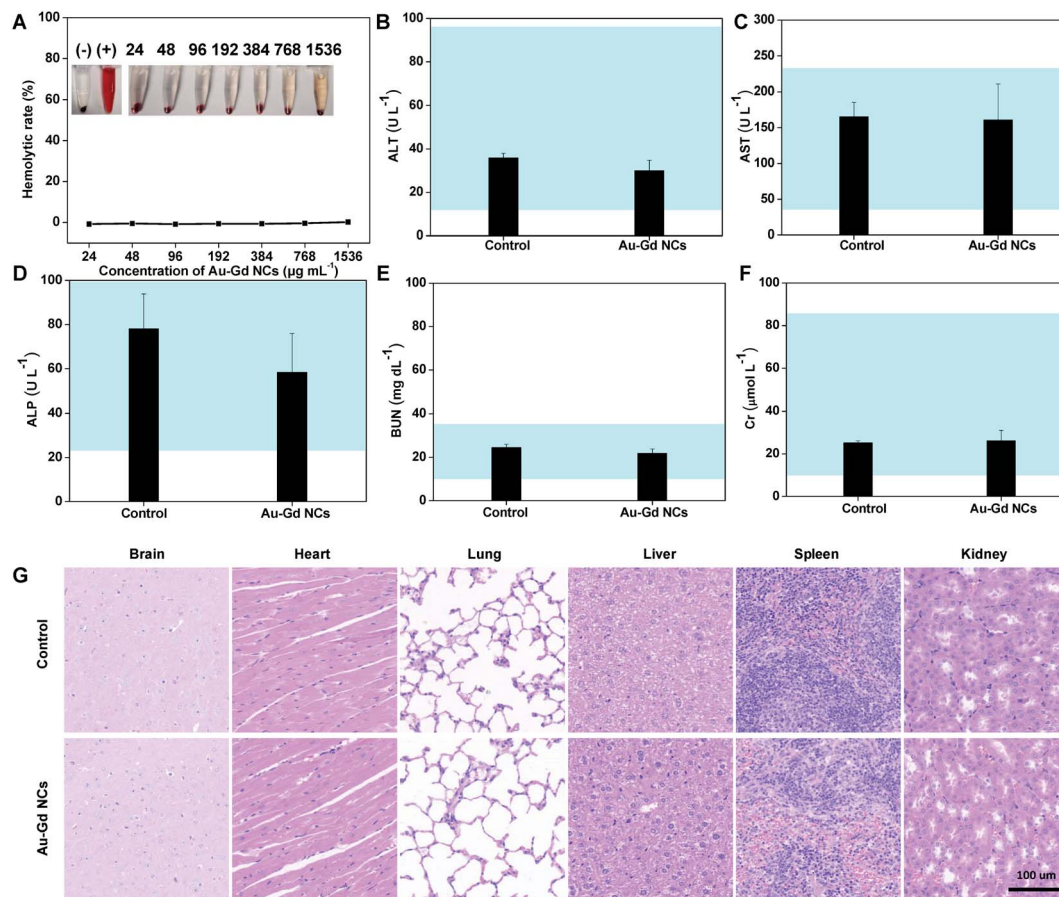 A
Hemolytic rate (%)
100
80
60
40
20
0
(-) (+) 24 48 96 192 384 768 1536
24 48 96 192 384 768 1536
Concentration of Au-Gd NCs (μg mL-1)
B
ALT (U L-1)
100
80
60
40
20
0
Control Au-Gd NCs
C
AST (U L-1)
300
250
200
150
100
50
0
Control Au-Gd NCs
D
ALP (U L-1)
100
80
60
40
20
0
Control Au-Gd NCs
E
BUN (mg dL-1)
100
80
60
40
20
0
Control Au-Gd NCs
F
Cr (μmol L-1)
100
80
60
40
20
0
Control Au-Gd NCs
G
Brain Heart Lung Liver Spleen Kidney
Control
Au-Gd NCs
100 um